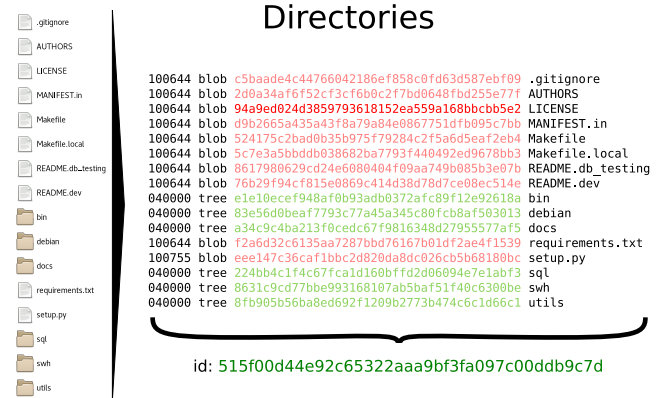 Directories
.gitignore
AUTHORS
LICENSE
MANIFEST.in
Makefile
Makefile.local
README.db_testing
README.dev
bin
debian
docs
requirements.txt
setup.py
sql
swh
utils
100644 blob c5baade4c44766042186ef858c0fd63d587ebf09 .gitignore
100644 blob 2d0a34af6f52cf3cf6b0c2f7bd0648fbd255e77f AUTHORS
100644 blob 94a9ed024d3859793618152ea559a168bbcbb5e2 LICENSE
100644 blob d9b2665a435a43f8a79a84e0867751dfb095c7bb MANIFEST.in
100644 blob 524175c2bad0b35b975f79284c2f5a6d5eaf2eb4 Makefile
100644 blob 5c7e3a5bbddb038682ba7793f440492ed9678bb3 Makefile.local
100644 blob 8617980629cd24e6080404f09aa749b085b3e07b README.db_testing
100644 blob 76b29f94cf815e0869c414d38d78d7ce08ec514e README.dev
040000 tree e1e10ecef948af0b93adb0372afc89f12e92618a bin
040000 tree 83e56d0beaf7793c77a45a345c80fcb8af503013 debian
040000 tree a34c9c4ba213f0cedc67f9816348d27955577af5 docs
100644 blob f2a6d32c6135aa7287bbd76167b01df2ae4f1539 requirements.txt
100755 blob eee147c36caf1bbc2d820da8dc026cb5b68180bc setup.py
040000 tree 224bb4c1f4c67fca1d160bffd2d06094e7e1abf3 sql
040000 tree 8631c9cd77bbe993168107ab5baf51f40c6300be swh
040000 tree 8fb905b56ba8ed692f1209b2773b474c6c1d66c1 utils
id: 515f00d44e92c65322aaa9bf3fa097c00ddb9c7d